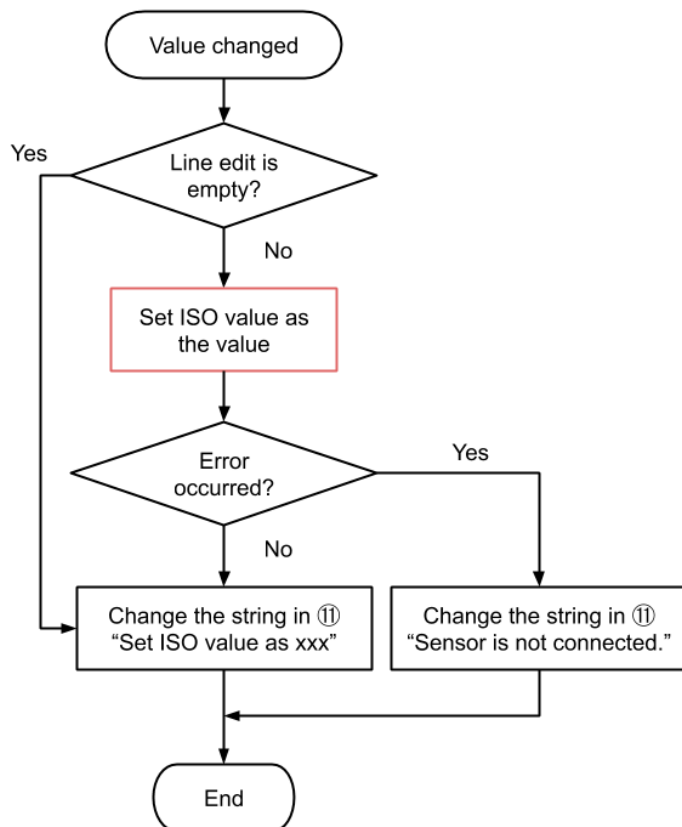 Value changed
Yes
Line edit is
empty?
No
Set ISO value as
the value
Error
occurred?
Yes
No
Change the string in ⑪
“Set ISO value as xxx”
Change the string in ⑪
“Sensor is not connected.”
End